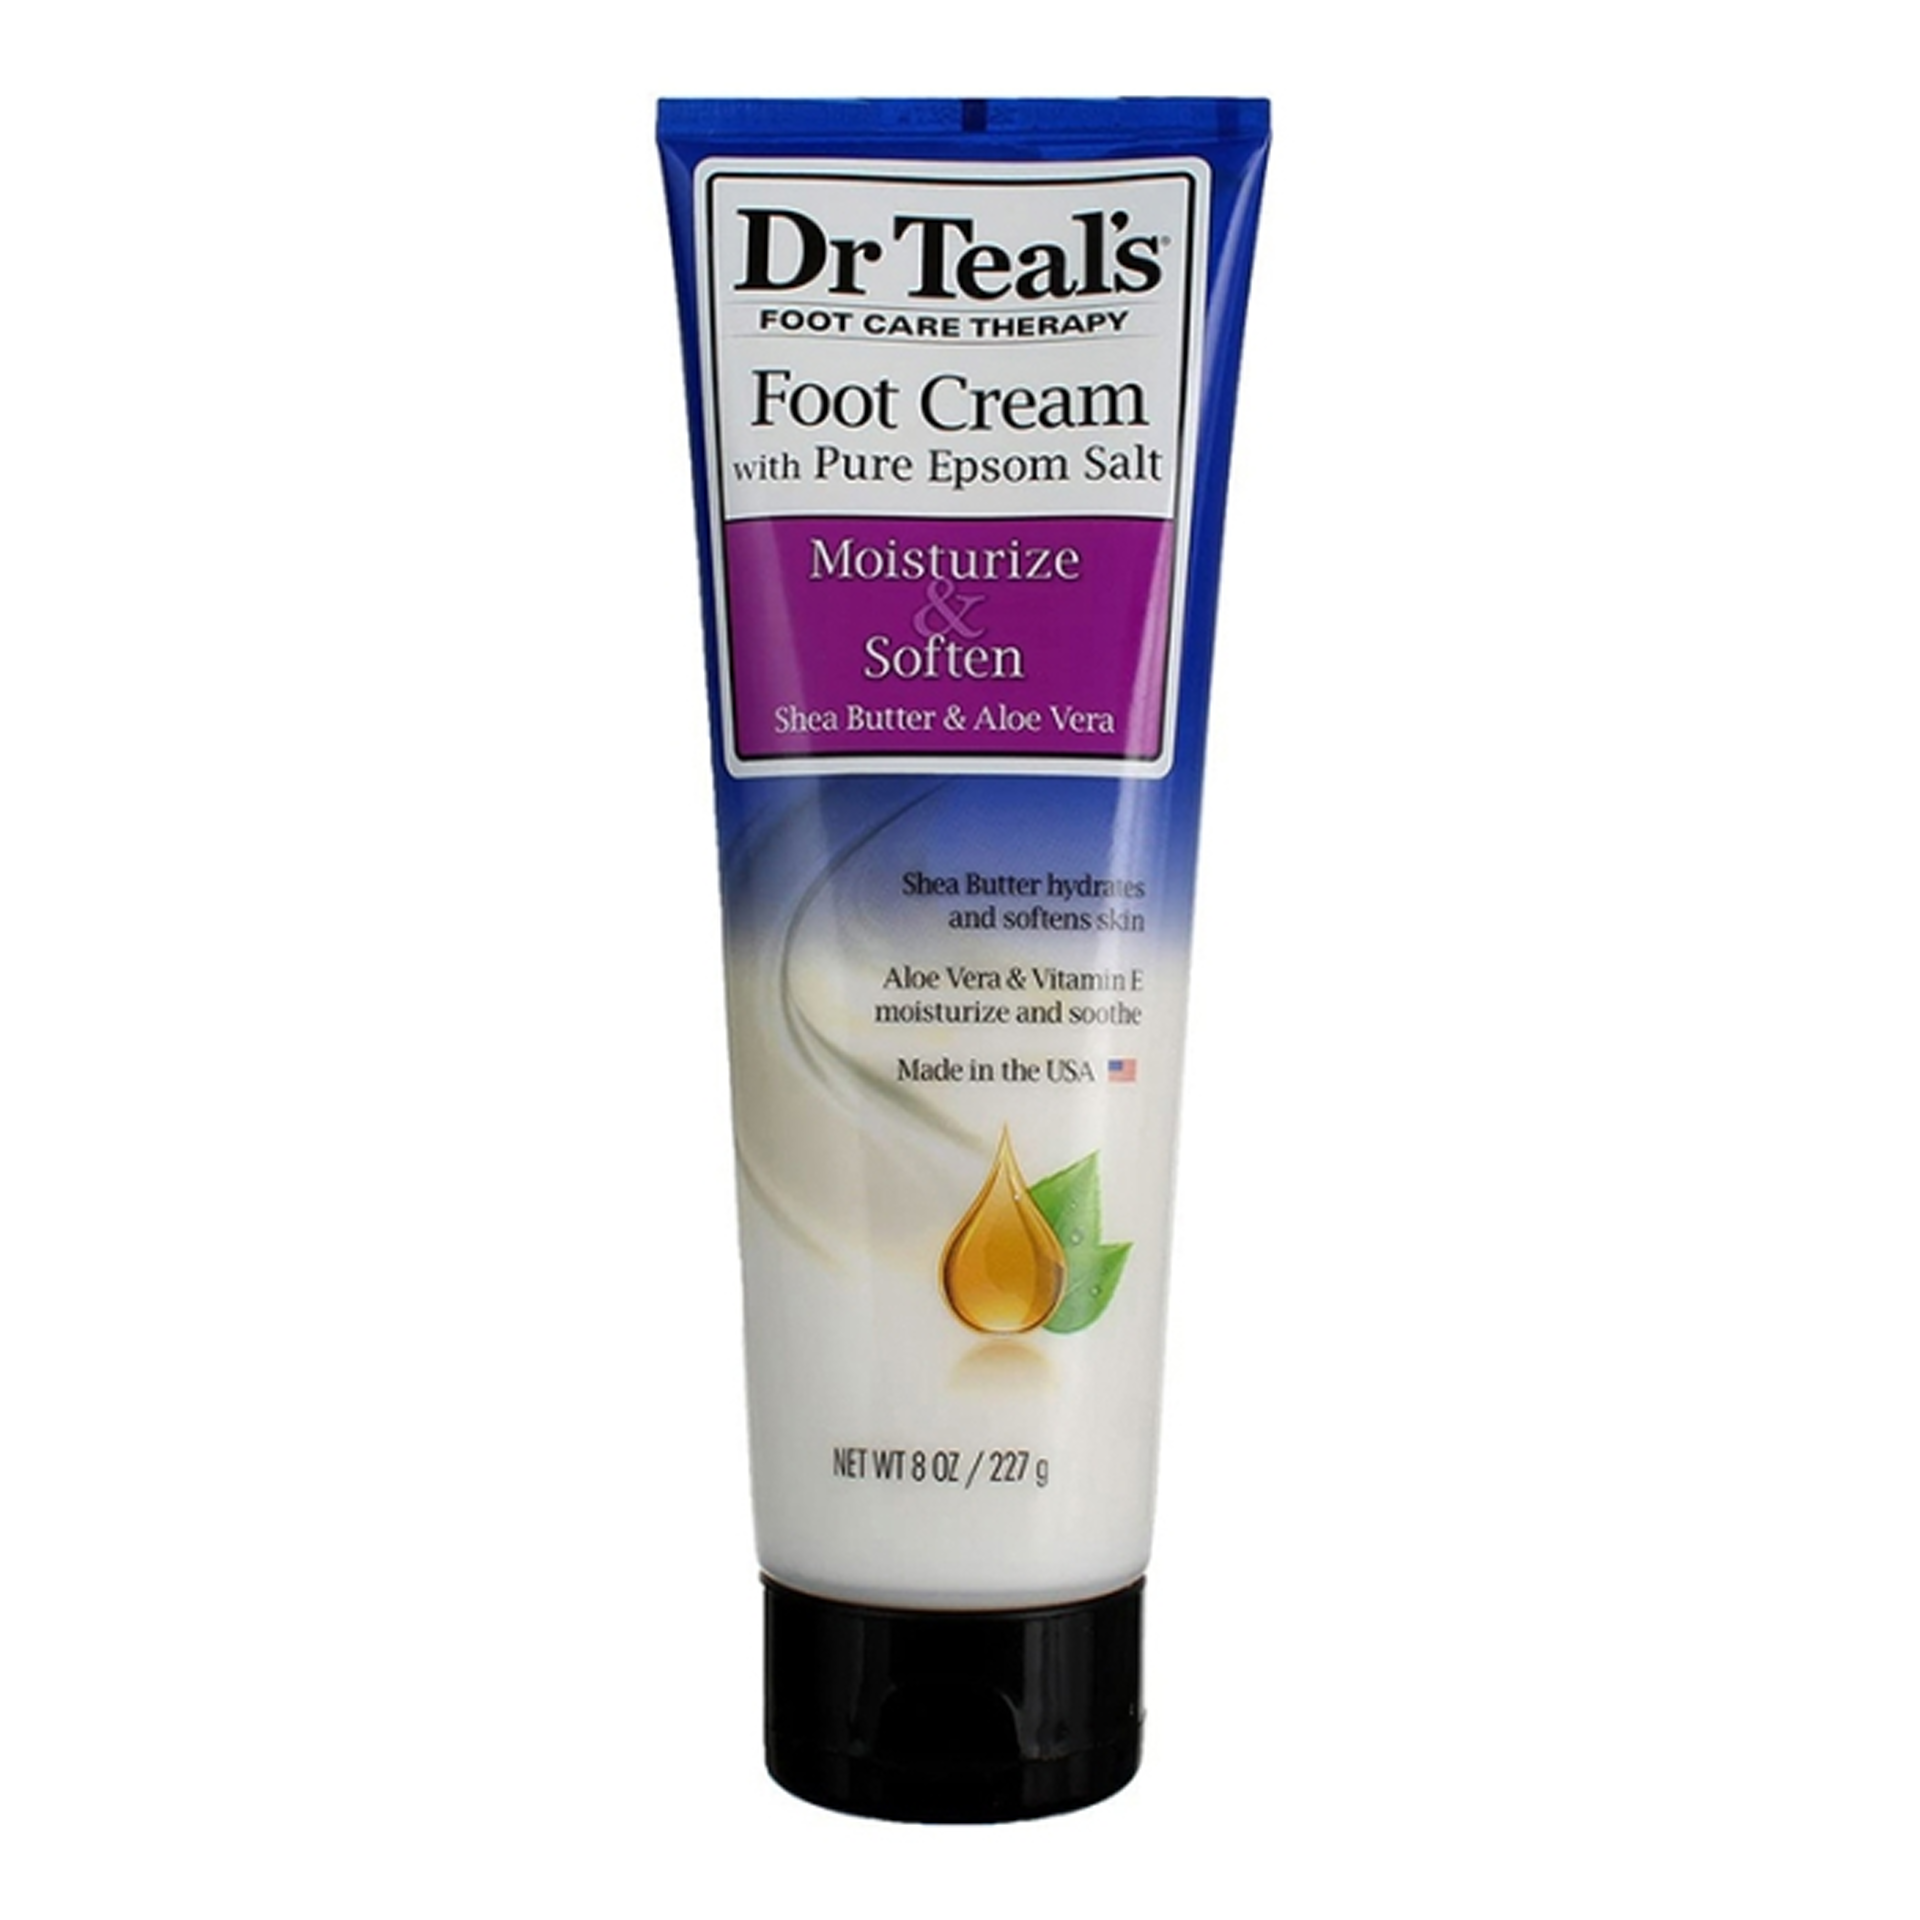 Dr Teal's®
FOOT CARE THERAPY
Foot Cream
with Pure Epsom Salt
Moisturize
&
Soften
Shea Butter & Aloe Vera
Shea Butter hydrates
and softens skin
Aloe Vera & Vitamin E
moisturize and soothe
Made in the USA
NET WT 8 OZ / 227 g